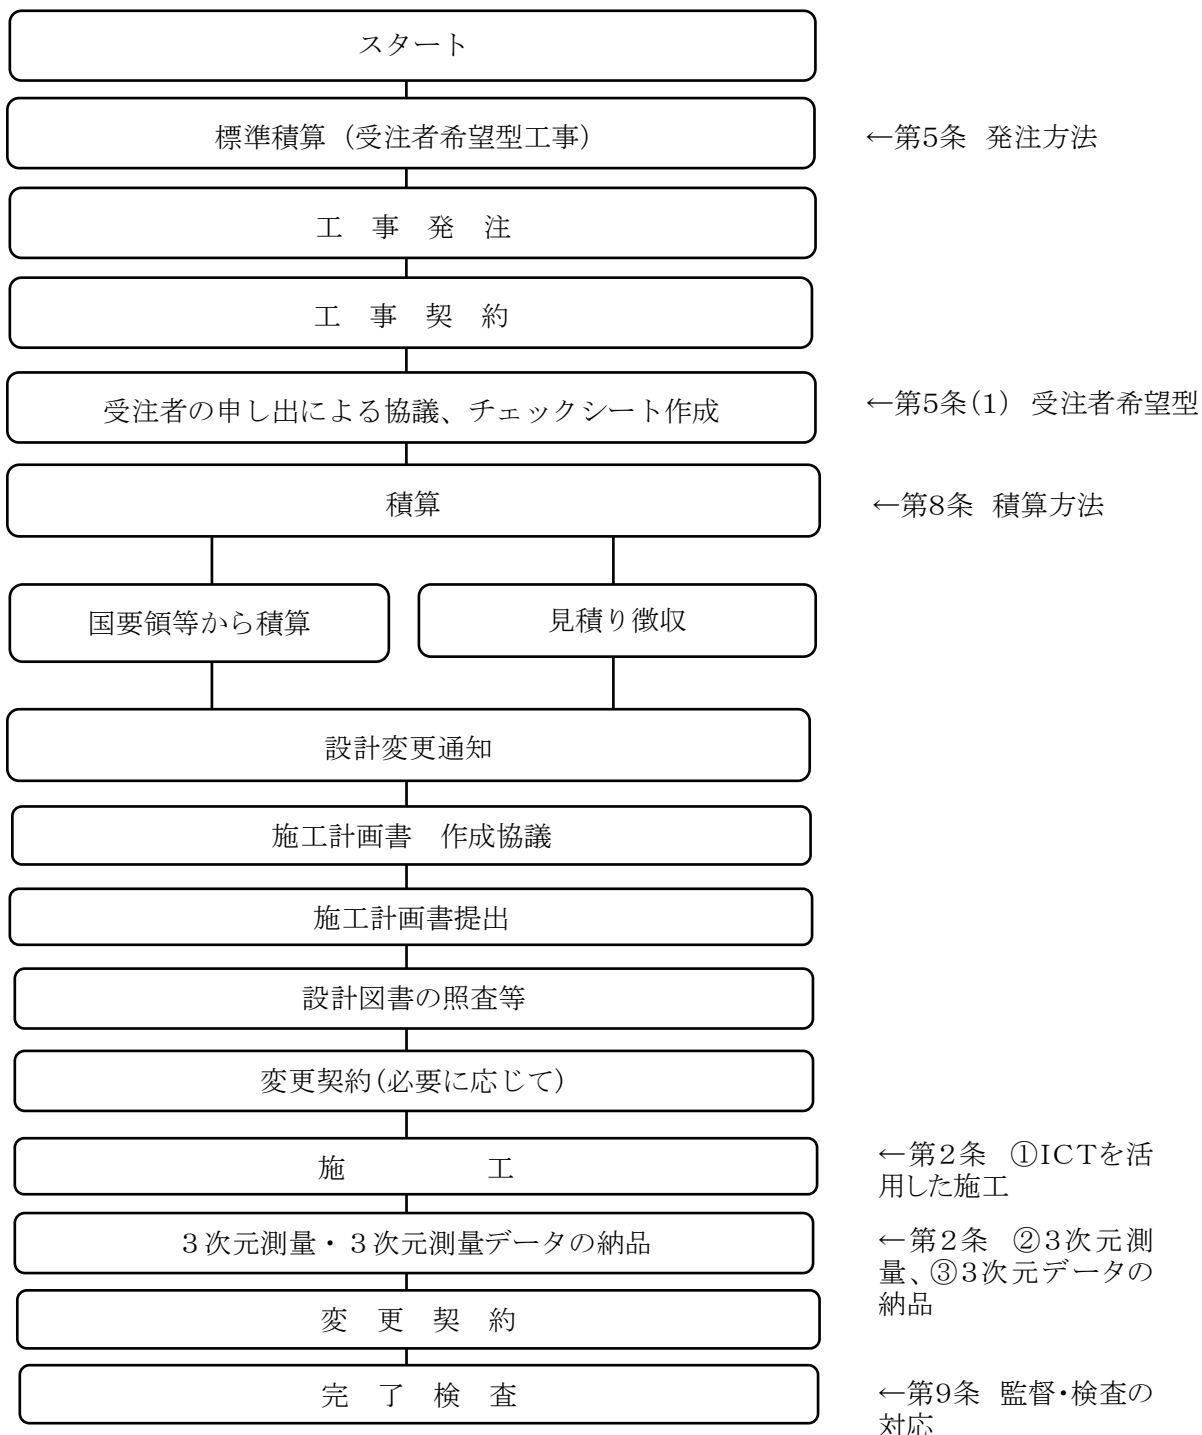 スタート
標準積算（受注者希望型工事）
←第5条　発注方法
工　事　発　注
工　事　契　約
受注者の申し出による協議、チェックシート作成
←第5条（1）　受注者希望型
積算
←第8条　積算方法
国要領等から積算
見積り徴収
設計変更通知
施工計画書　作成協議
施工計画書提出
設計図書の照査等
変更契約（必要に応じて）
施　　　　　工
←第２条　①ICTを活
用した施工
３次元測量・３次元測量データの納品
←第２条　②３次元測
量、③３次元データの
納品
変　更　契　約
完　了　検　査
←第9条　監督・検査の
対応